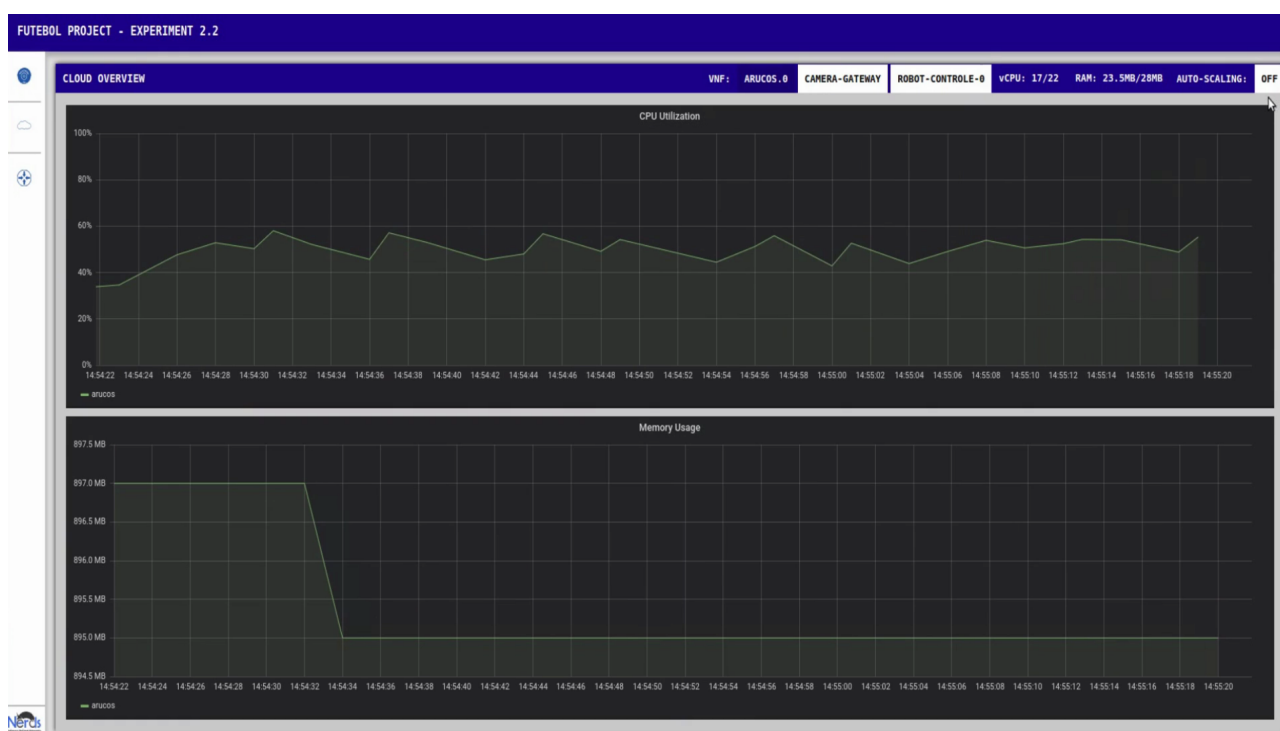 FUTEBOL PROJECT - EXPERIMENT 2.2
CLOUD OVERVIEW VNF: ARUCOS.0 CAMERA-GATEWAY ROBOT-CONTROLE-0 vCPU: 17/22 RAM: 23.5MB/28MB AUTO-SCALING: OFF
CPU Utilization
100%
80%
60%
40%
20%
0%
14:54:22 14:54:24 14:54:26 14:54:28 14:54:30 14:54:32 14:54:34 14:54:36 14:54:38 14:54:40 14:54:42 14:54:44 14:54:46 14:54:48 14:54:50 14:54:52 14:54:54 14:54:56 14:54:58 14:55:00 14:55:02 14:55:04 14:55:06 14:55:08 14:55:10 14:55:12 14:55:14 14:55:16 14:55:18 14:55:20
arucos
Memory Usage
897.5 MB
897.0 MB
896.5 MB
896.0 MB
895.5 MB
895.0 MB
894.5 MB
14:54:22 14:54:24 14:54:26 14:54:28 14:54:30 14:54:32 14:54:34 14:54:36 14:54:38 14:54:40 14:54:42 14:54:44 14:54:46 14:54:48 14:54:50 14:54:52 14:54:54 14:54:56 14:54:58 14:55:00 14:55:02 14:55:04 14:55:06 14:55:08 14:55:10 14:55:12 14:55:14 14:55:16 14:55:18 14:55:20
arucos
Nerds